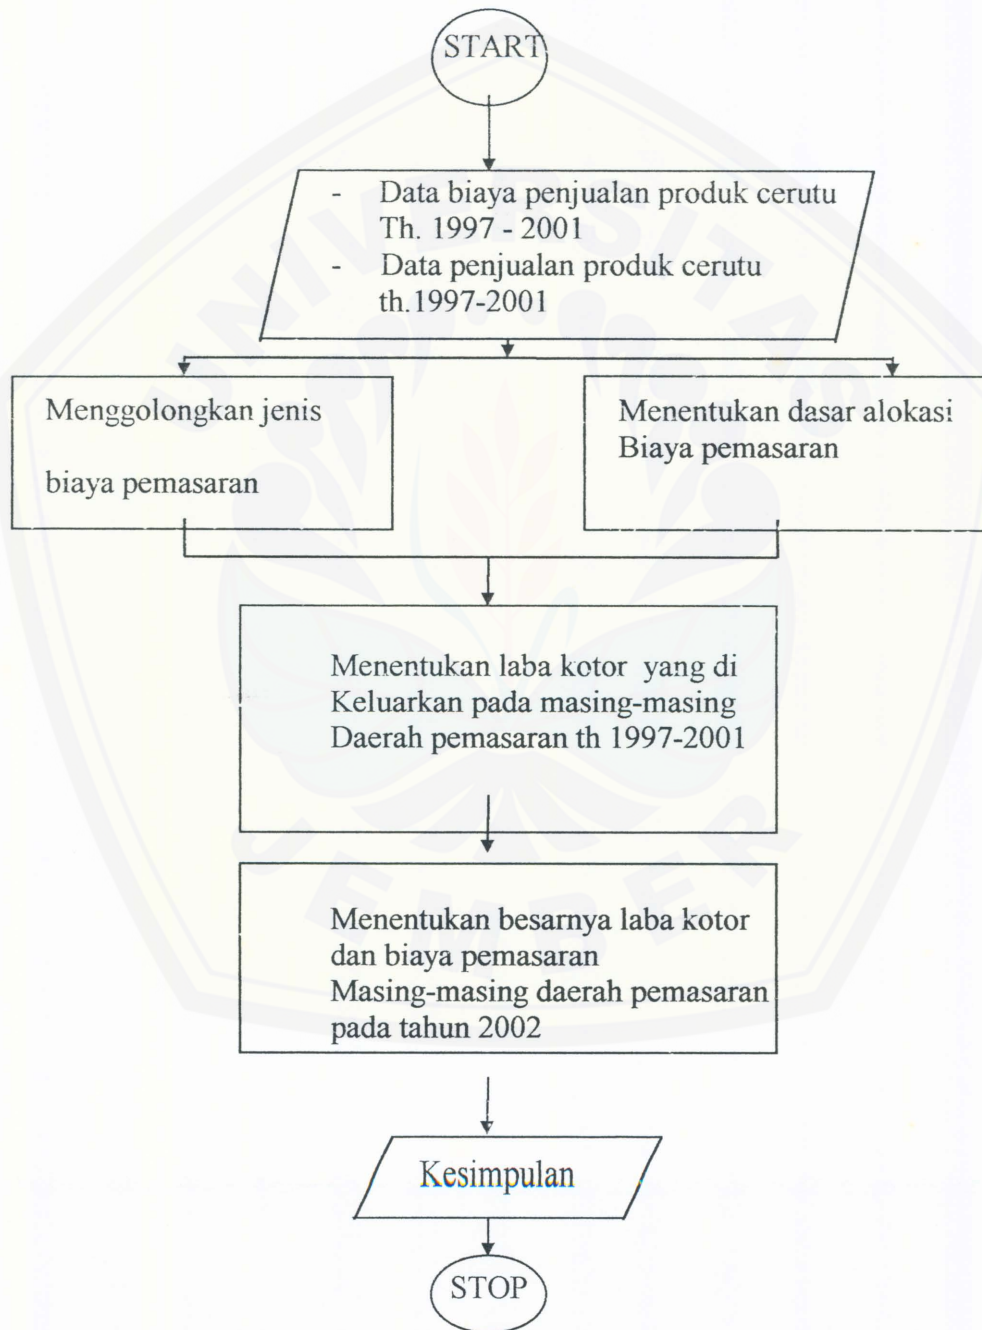 START
- Data biaya penjualan produk cerutu
Th. 1997 - 2001
- Data penjualan produk cerutu
th.1997-2001
Menggolongkan jenis
biaya pemasaran
Menentukan dasar alokasi
Biaya pemasaran
Menentukan laba kotor yang di
Keluarkan pada masing-masing
Daerah pemasaran th 1997-2001
Menentukan besarnya laba kotor
dan biaya pemasaran
Masing-masing daerah pemasaran
pada tahun 2002
Kesimpulan
STOP
UNIVERSITAS
JEMBER